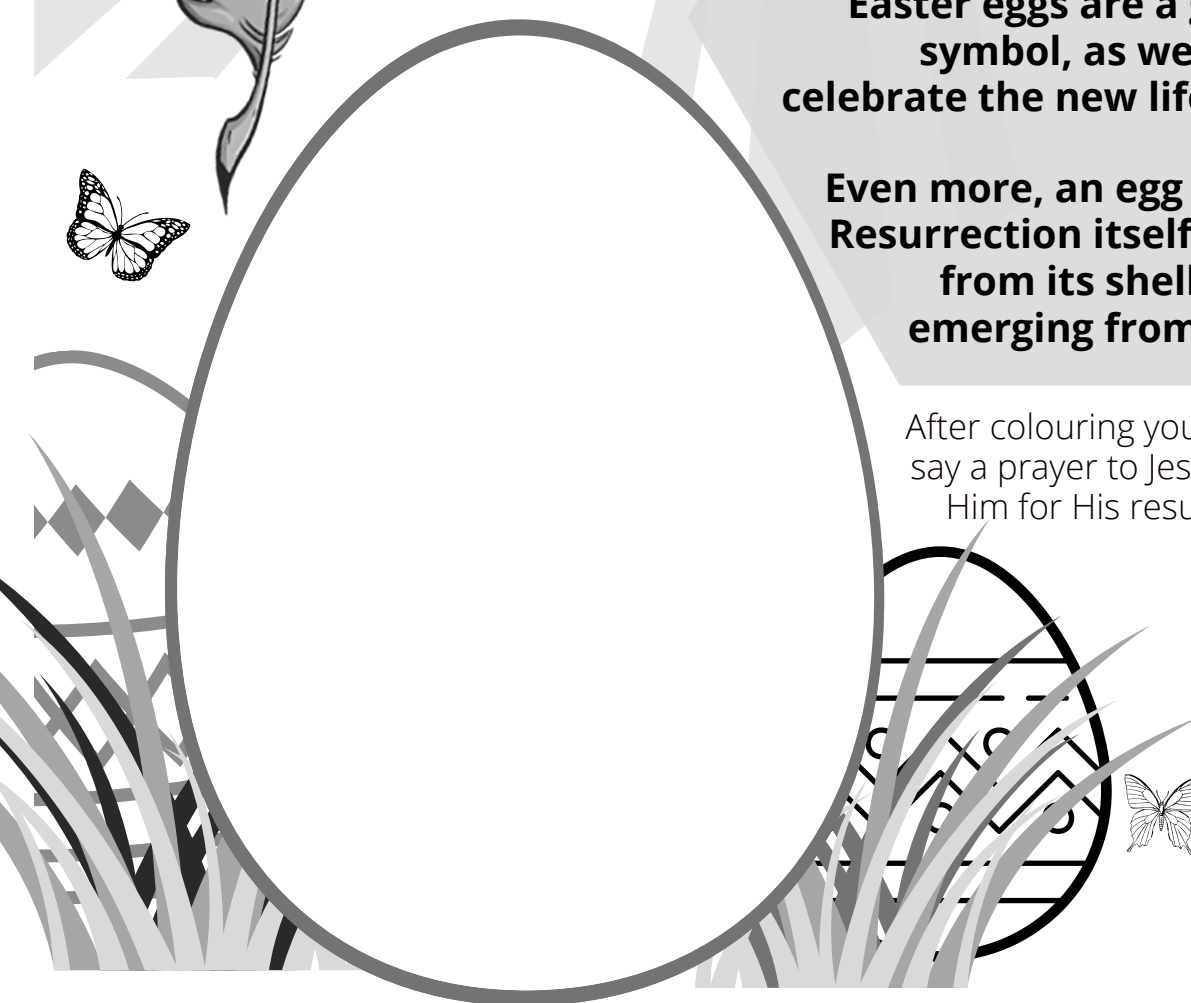 Easter eggs are a
symbol, as we
celebrate the new life
Even more, an egg
Resurrection itself
from its shell
emerging from
After colouring you
say a prayer to Jes
Him for His resu